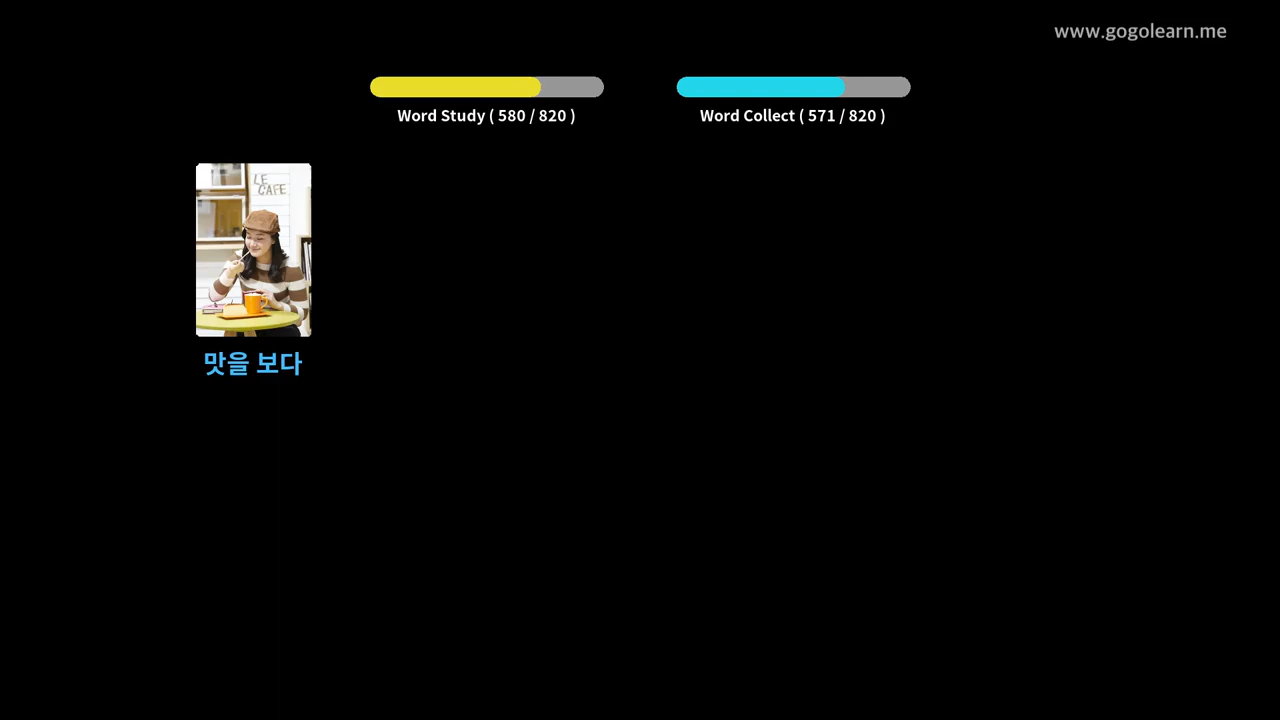 www.gogolearn.me
Word Study ( 580 / 820 )
Word Collect ( 571 / 820 )
LE
CAFE
맛을 보다